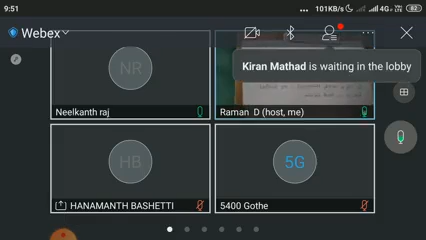 9:51
... 101KB/s 4G+ 82
Webex
Kiran Mathad is waiting in the lobby
NR
Neelkanth raj
Raman D (host, me)
HB
5G
HANAMANTH BASHETTI
5400 Gothe